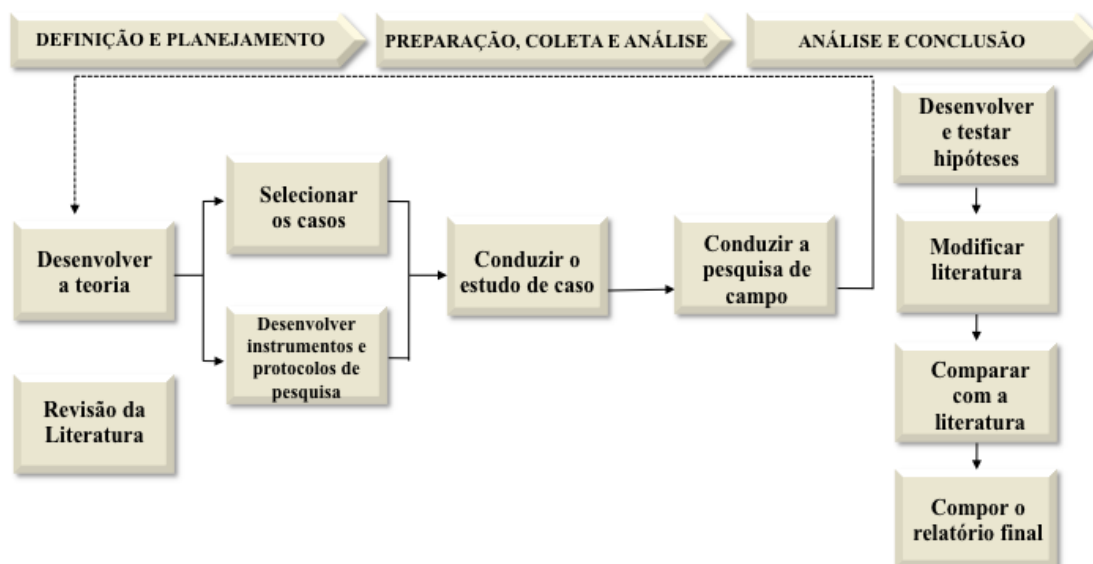 DEFINIÇÃO E PLANEJAMENTO
PREPARAÇÃO, COLETA E ANÁLISE
ANÁLISE E CONCLUSÃO
Desenvolver
a teoria
Revisão da
Literatura
Selecionar
os casos
Desenvolver
instrumentos e
protocolos de
pesquisa
Conduzir o
estudo de caso
Conduzir a
pesquisa de
campo
Desenvolver
e testar
hipóteses
Modificar
literatura
Comparar
com a
literatura
Compor o
relatório final